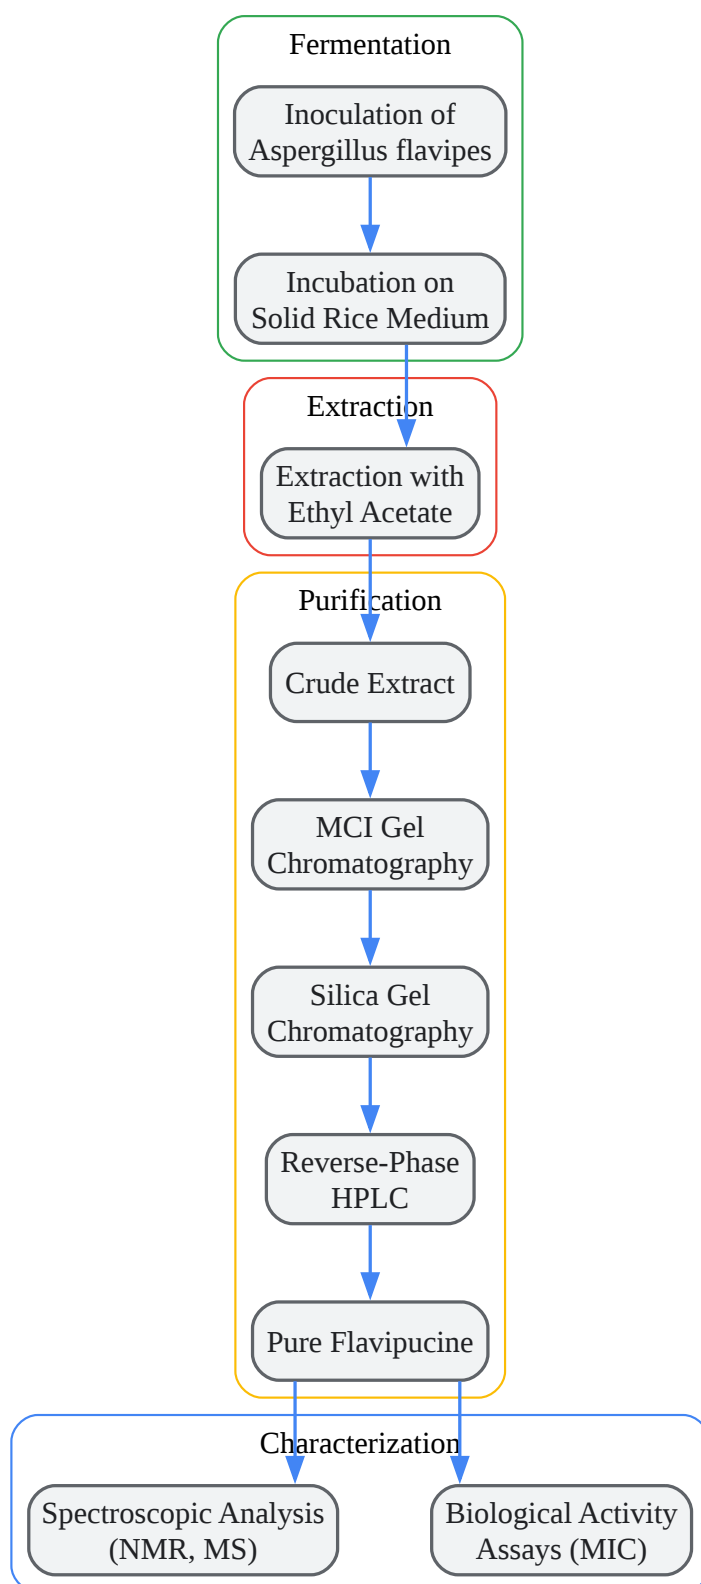 Fermentation
Inoculation of
Aspergillus flavipes
Incubation on
Solid Rice Medium
Extraction
Extraction with
Ethyl Acetate
Purification
Crude Extract
MCI Gel
Chromatography
Silica Gel
Chromatography
Reverse-Phase
HPLC
Pure Flavipucine
Characterization
Spectroscopic Analysis
(NMR, MS)
Biological Activity
Assays (MIC)